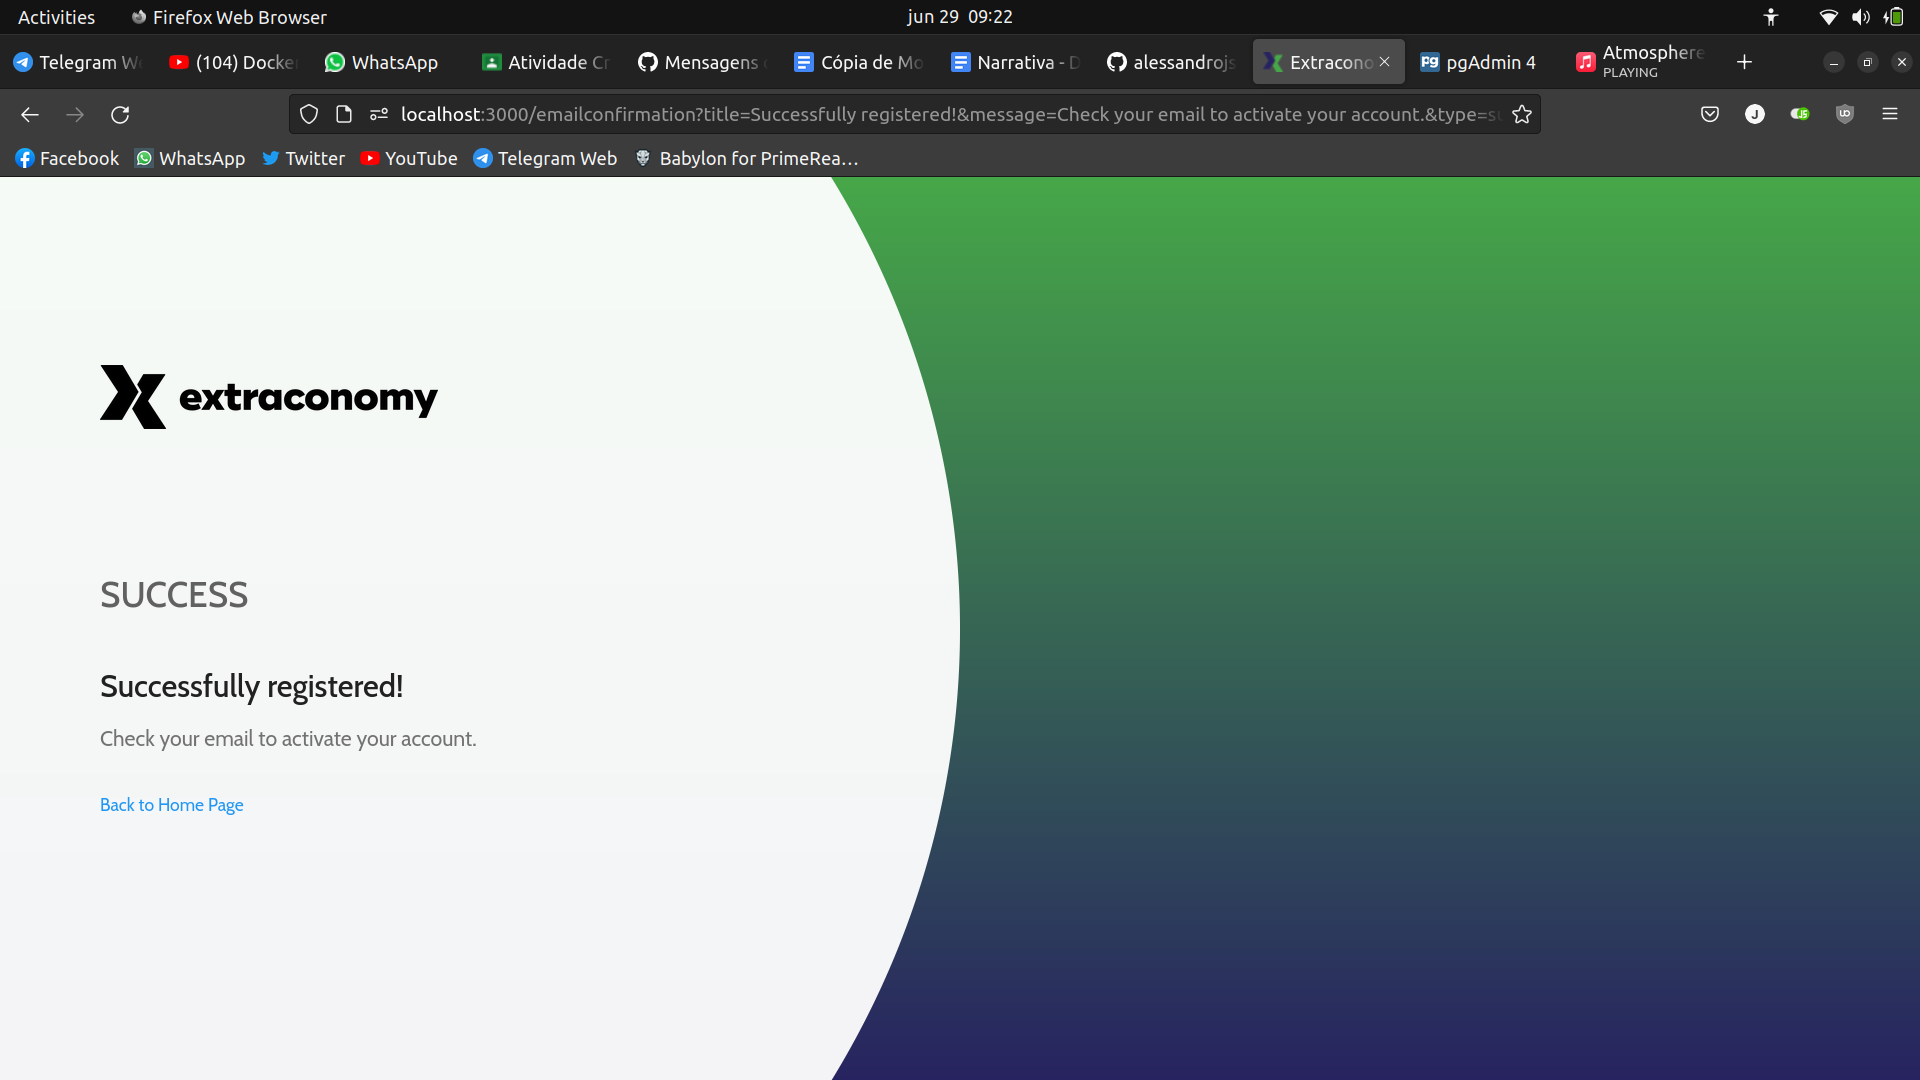 Activities Firefox Web Browser jun 29 09:22
Telegram We (104) Docke WhatsApp Atividade Cr Mensagens Cópia de Mo Narrativa - D alessandrojs Extracono pgAdmin 4 Atmosphere
PLAYING
localhost:3000/emailconfirmation?title=Successfully registered!&message=Check your email to activate your account.&type=su
Facebook WhatsApp Twitter YouTube Telegram Web Babylon for PrimeRea…
extraconomy
SUCCESS
Successfully registered!
Check your email to activate your account.
Back to Home Page